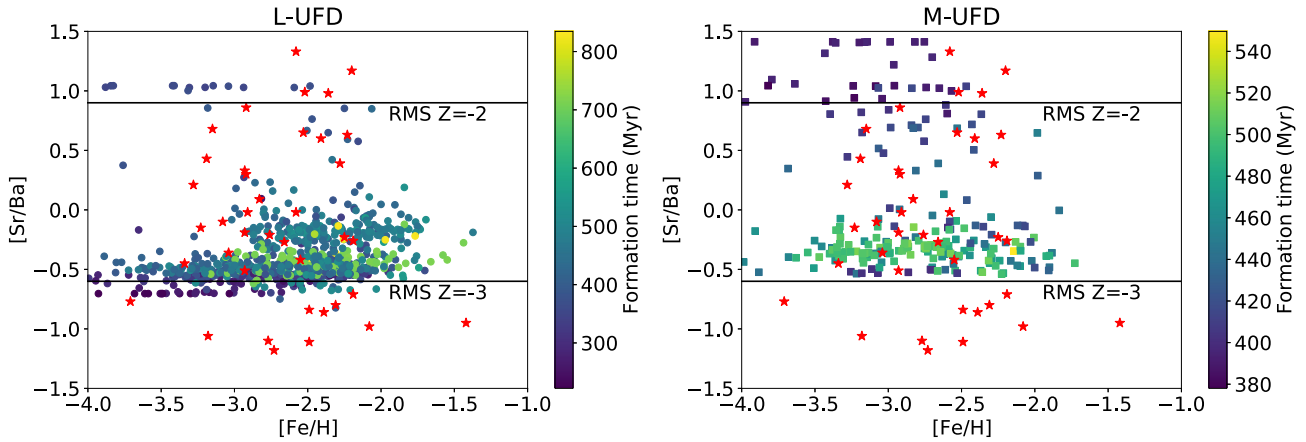 L-UFD
1.5
1.0
0.5
0.0
−0.5
−1.0
−1.5
[Sr/Ba]
RMS Z=-2
RMS Z=-3
−4.0 −3.5 −3.0 −2.5 −2.0 −1.5 −1.0
[Fe/H]
800
700
600
500
400
300
Formation time (Myr)
M-UFD
1.5
1.0
0.5
0.0
−0.5
−1.0
−1.5
[Sr/Ba]
RMS Z=-2
RMS Z=-3
−4.0 −3.5 −3.0 −2.5 −2.0 −1.5 −1.0
[Fe/H]
540
520
500
480
460
440
420
400
380
Formation time (Myr)